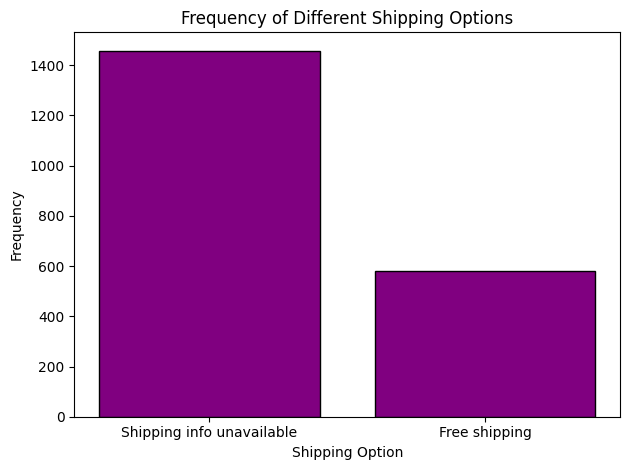 Frequency of Different Shipping Options
1400
1200
1000
800
600
400
200
0
Frequency
Shipping info unavailable
Free shipping
Shipping Option